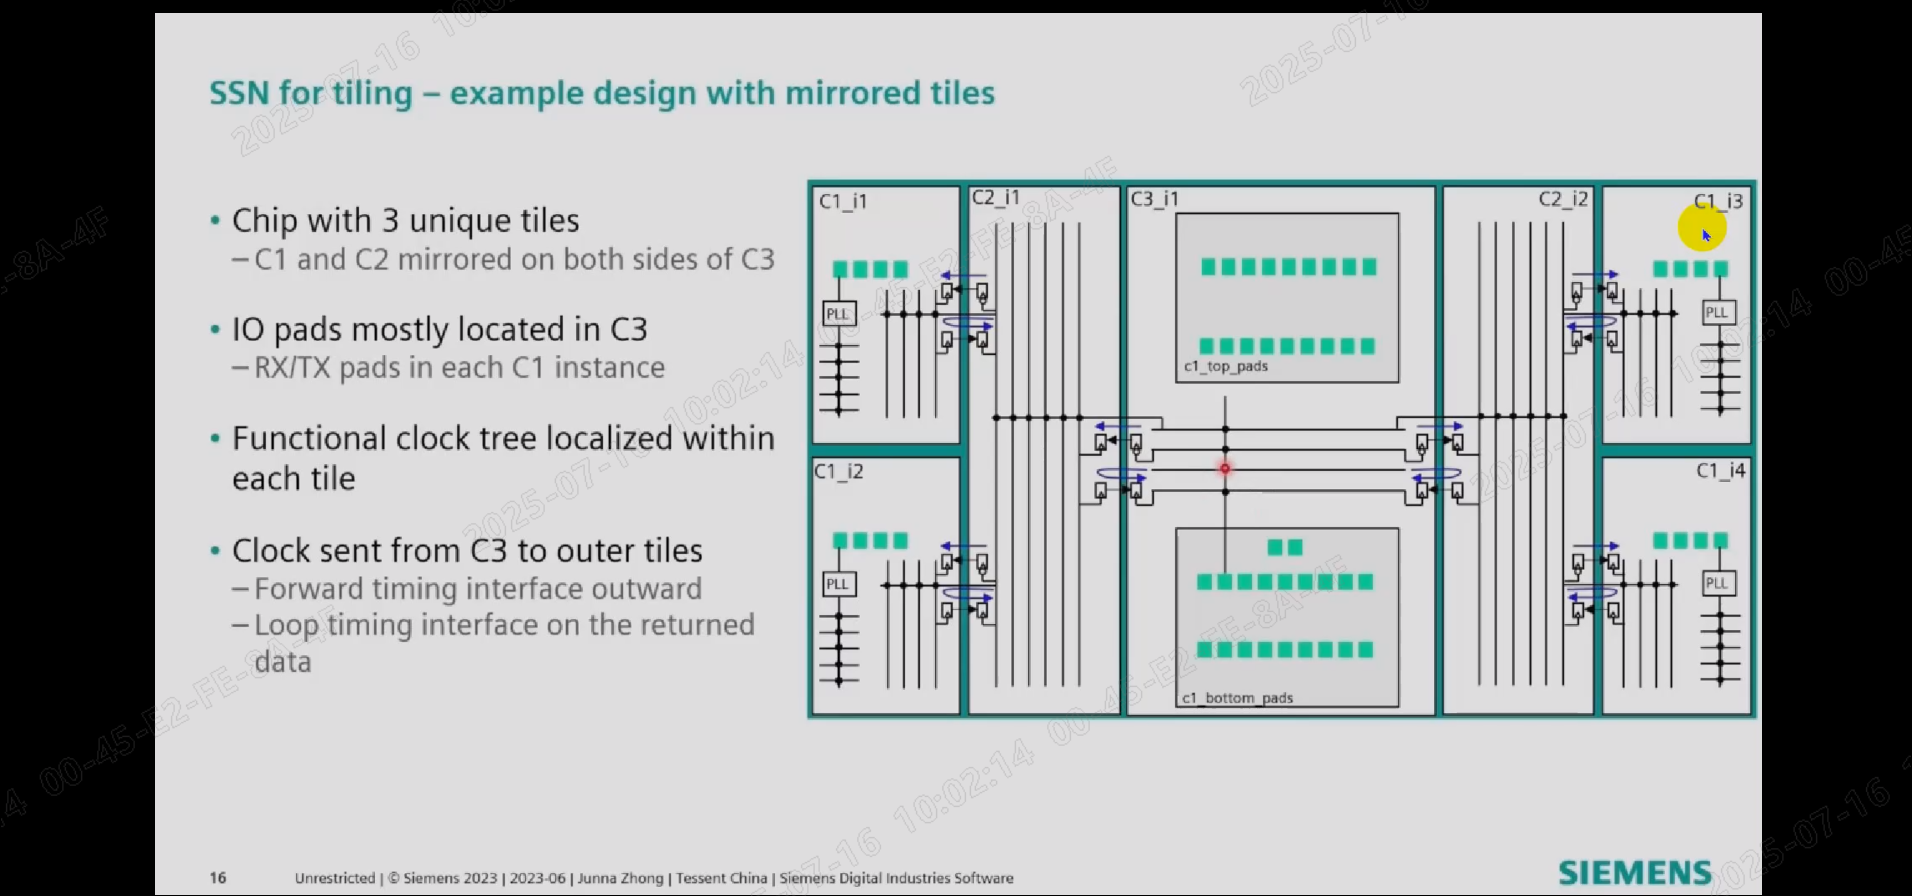 SSN for tiling – example design with mirrored tiles
• Chip with 3 unique tiles
– C1 and C2 mirrored on both sides of C3
• IO pads mostly located in C3
– RX/TX pads in each C1 instance
• Functional clock tree localized within
each tile
• Clock sent from C3 to outer tiles
– Forward timing interface outward
– Loop timing interface on the returned
data
C1_i1
C2_i1
C3_i1
C2_i2
C1_i3
PLL
PLL
c1_top_pads
C1_i2
C1_i4
PLL
PLL
c1_bottom_pads
16
Unrestricted | © Siemens 2023 | 2023-06 | Junna Zhong | Tessent China | Siemens Digital Industries Software
SIEMENS
2025-07-16 10:02:14 00-45-E2-FE-8A-4F